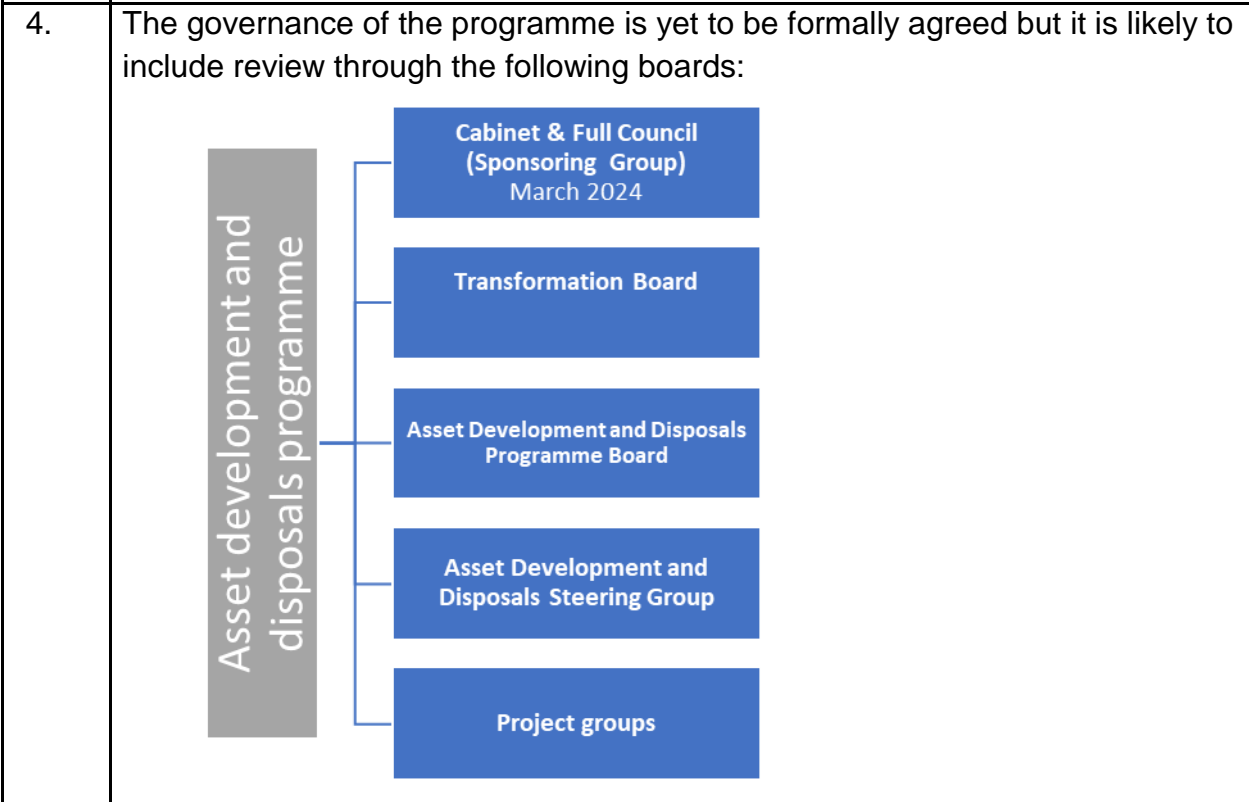 4.
The governance of the programme is yet to be formally agreed but it is likely to
include review through the following boards:
Asset development and
disposals programme
Cabinet & Full Council
(Sponsoring Group)
March 2024
Transformation Board
Asset Development and Disposals
Programme Board
Asset Development and
Disposals Steering Group
Project groups